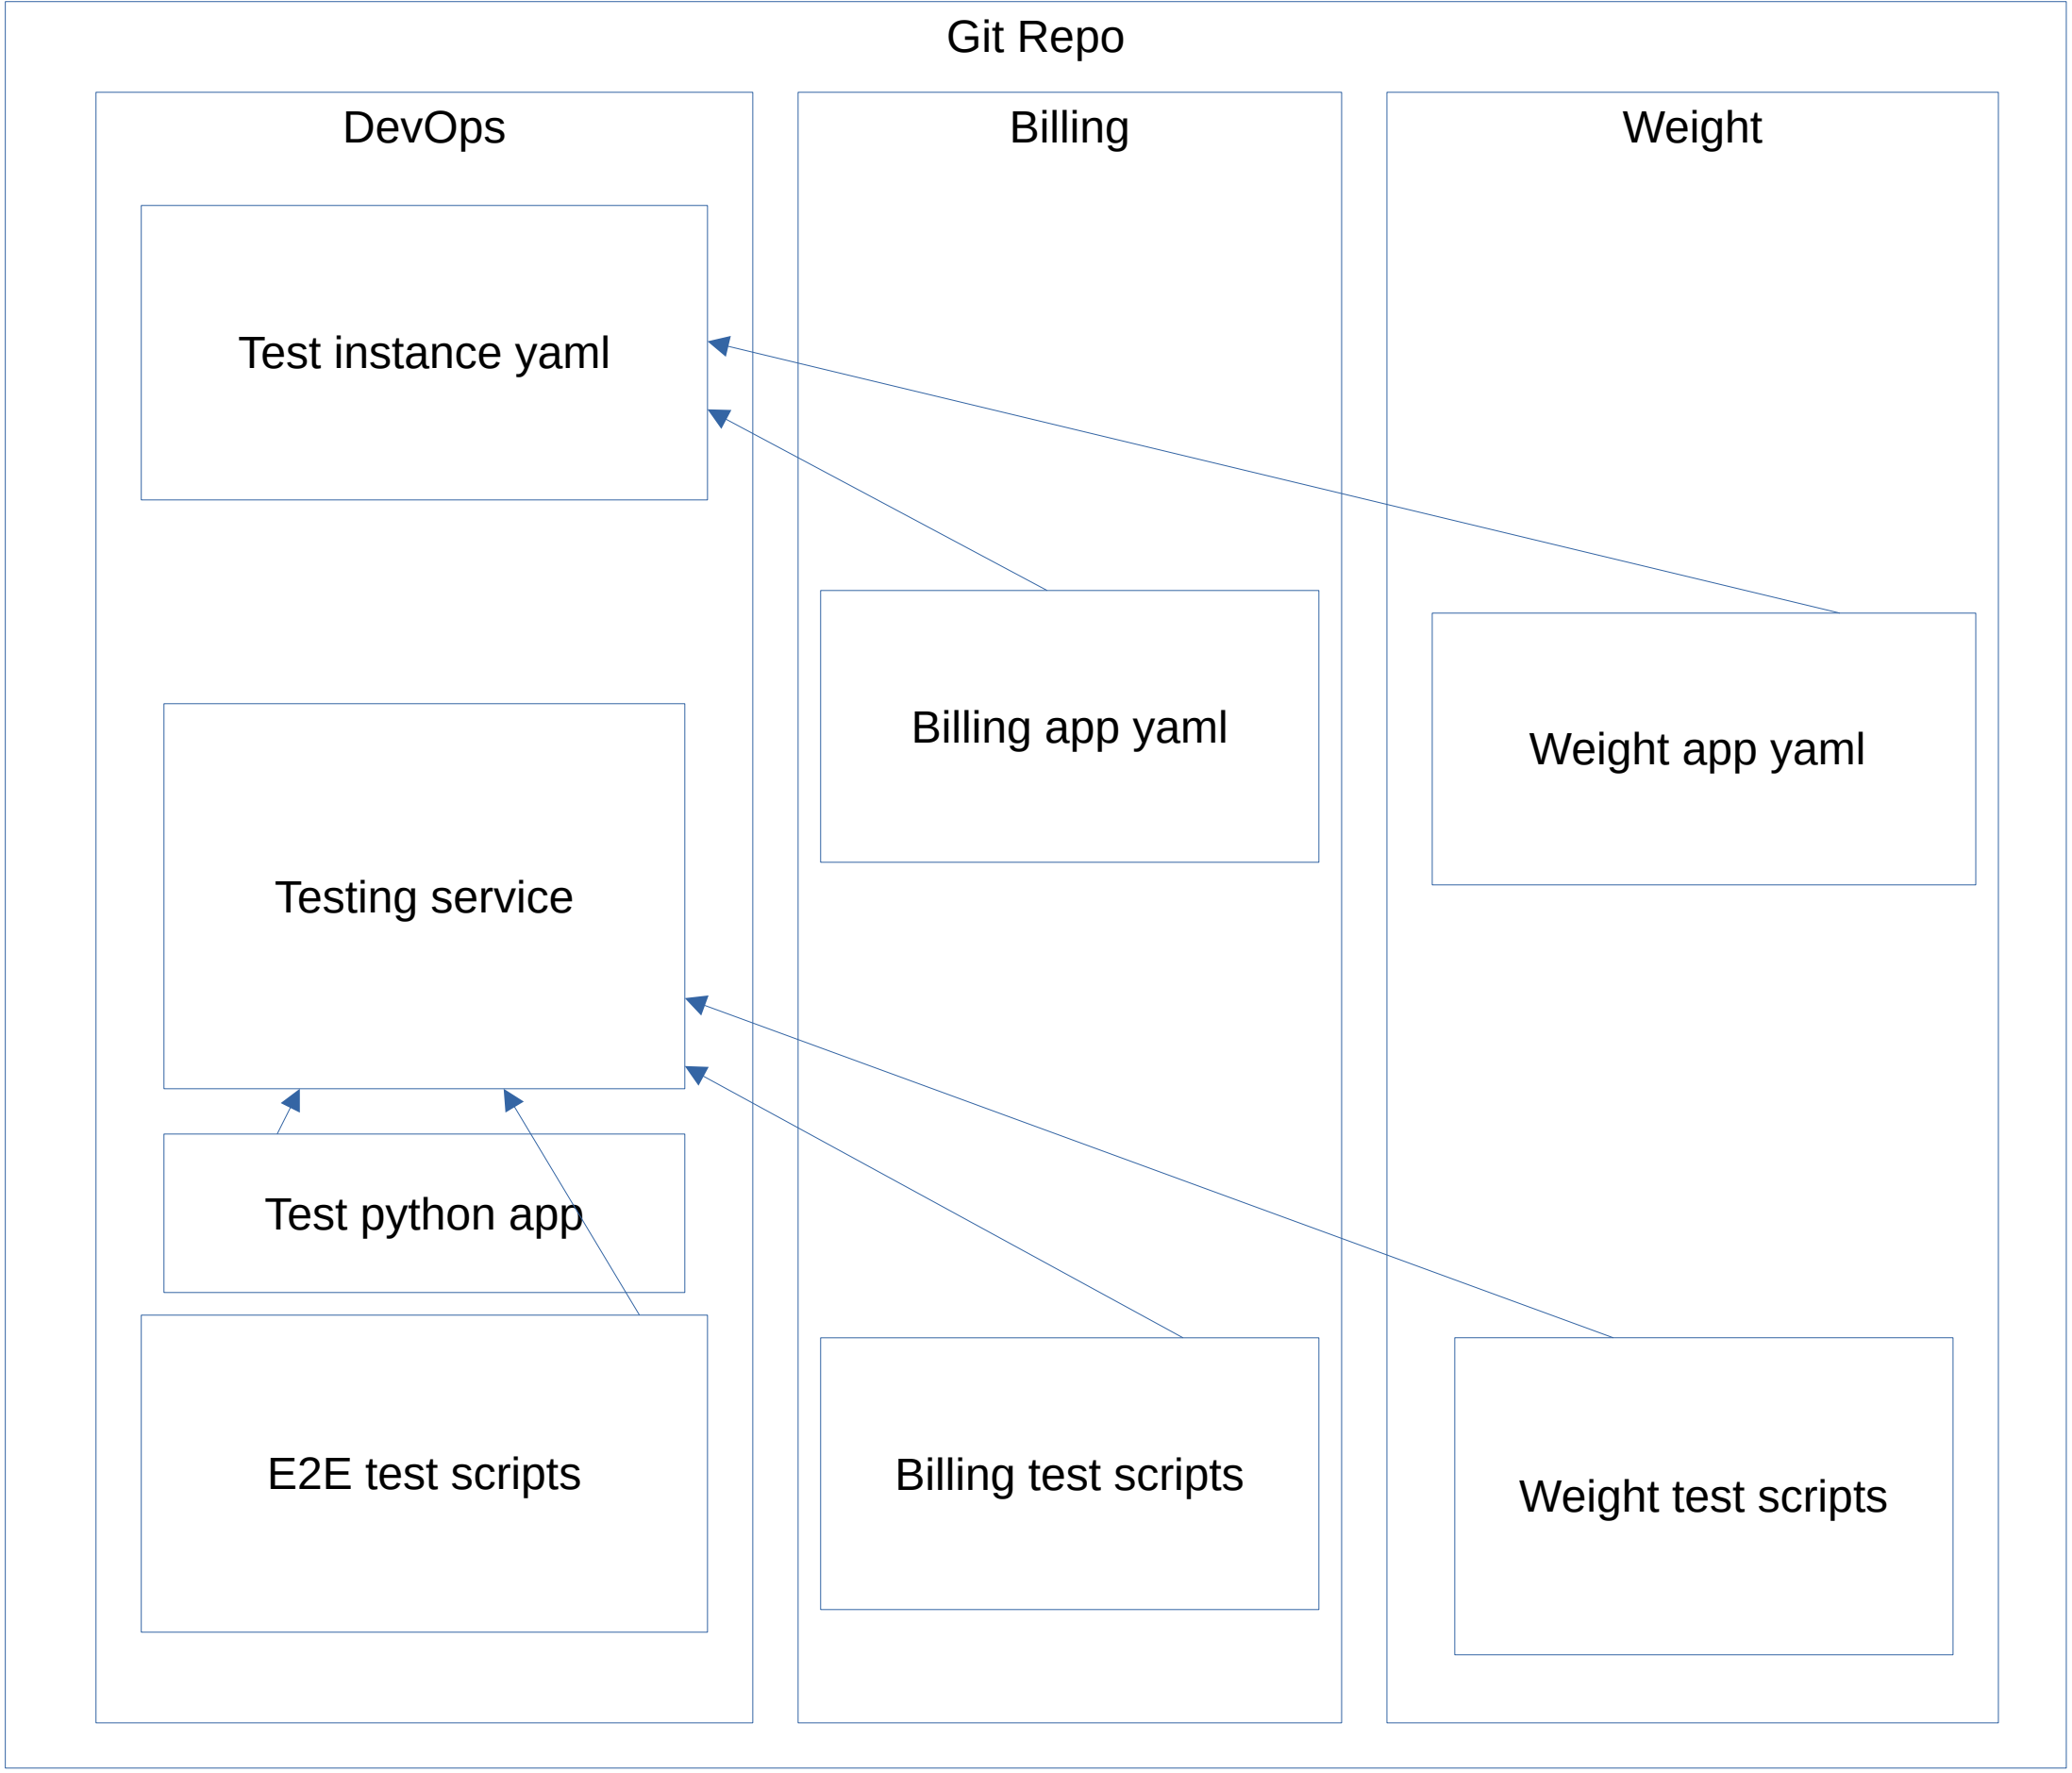 Git Repo
DevOps
Billing
Weight
Test instance yaml
Billing app yaml
Weight app yaml
Testing service
Test python app
E2E test scripts
Billing test scripts
Weight test scripts